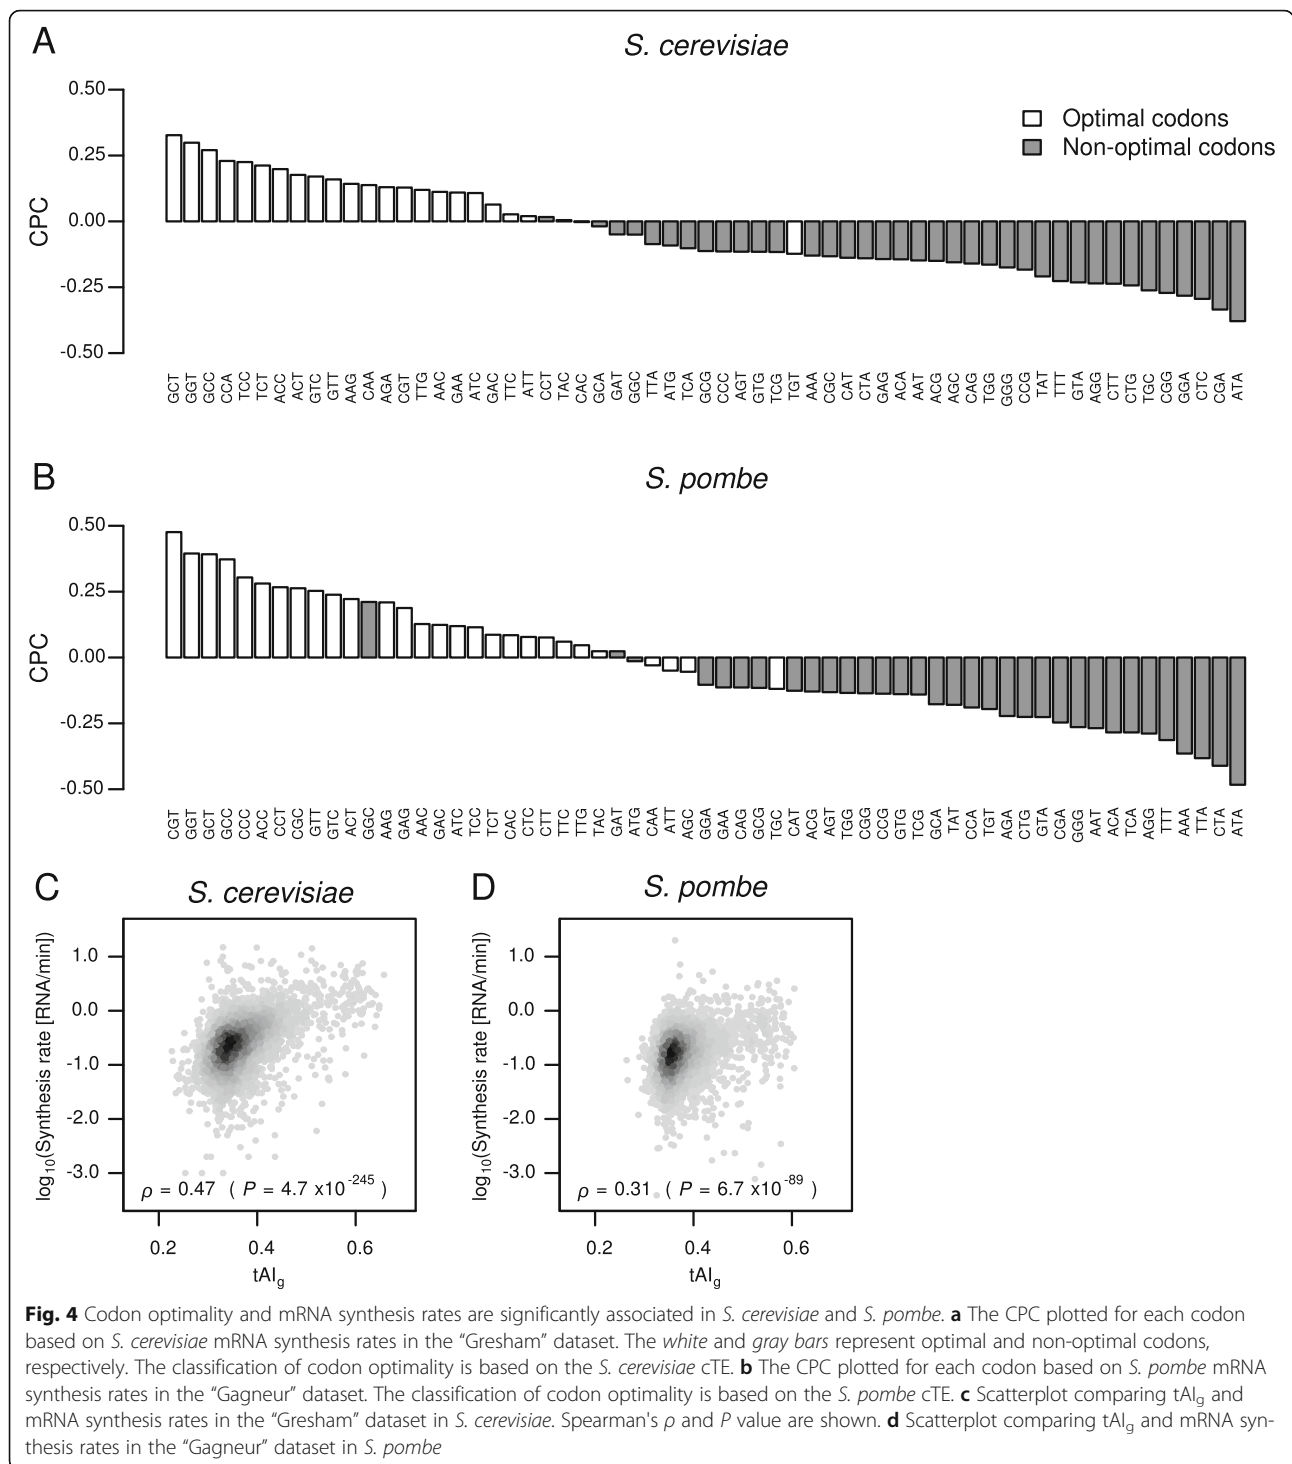 A
S. cerevisiae
0.50
0.25
0.00
-0.25
-0.50
CPC
Optimal codons
Non-optimal codons
GCT GGT GCC CCA TCC TCT ACC ACT GTC GTT AAG CAA AGA CGT TTG AAC GAA ATC GAC TTC ATT CCT TAC CAC GCA GAT GGC TTA ATG TCA GCG CCC AGT GTG TCG TGT AAA CGC CAT CTA GAG ACA AAT ACG AGC CAG TGG GGG CCG TAT TTT GTA AGG CTT CTG TGC CGG GGA CTC CGA ATA
B
S. pombe
0.50
0.25
0.00
-0.25
-0.50
CPC
CGT GGT GCT GCC CCC ACC CCT CGC GTT GTC ACT GGC AAG GAG AAC GAC ATC TCC TCT CAC CTC CTT TTC TTG TAC GAT ATG CAA ATT AGC GGA GAA CAG GCG TGC CAT ACG AGT TGG CGG CCG GTG TCG GCA TAT CCA TGT AGA CTG GTA CGA GGG AAT ACA TCA AGG TTT AAA TTA CTA ATA
C
S. cerevisiae
log10(Synthesis rate [RNA/min])
1.0
0.0
-1.0
-2.0
-3.0
ρ = 0.47 ( P = 4.7 x10-245 )
0.2 0.4 0.6
tAIg
D
S. pombe
log10(Synthesis rate [RNA/min])
1.0
0.0
-1.0
-2.0
-3.0
ρ = 0.31 ( P = 6.7 x10-89 )
0.2 0.4 0.6
tAIg
Fig. 4 Codon optimality and mRNA synthesis rates are significantly associated in S. cerevisiae and S. pombe. a The CPC plotted for each codon
based on S. cerevisiae mRNA synthesis rates in the “Gresham” dataset. The white and gray bars represent optimal and non-optimal codons,
respectively. The classification of codon optimality is based on the S. cerevisiae cTE. b The CPC plotted for each codon based on S. pombe mRNA
synthesis rates in the “Gagneur” dataset. The classification of codon optimality is based on the S. pombe cTE. c Scatterplot comparing tAIg and
mRNA synthesis rates in the “Gresham” dataset in S. cerevisiae. Spearman's ρ and P value are shown. d Scatterplot comparing tAIg and mRNA syn-
thesis rates in the “Gagneur” dataset in S. pombe